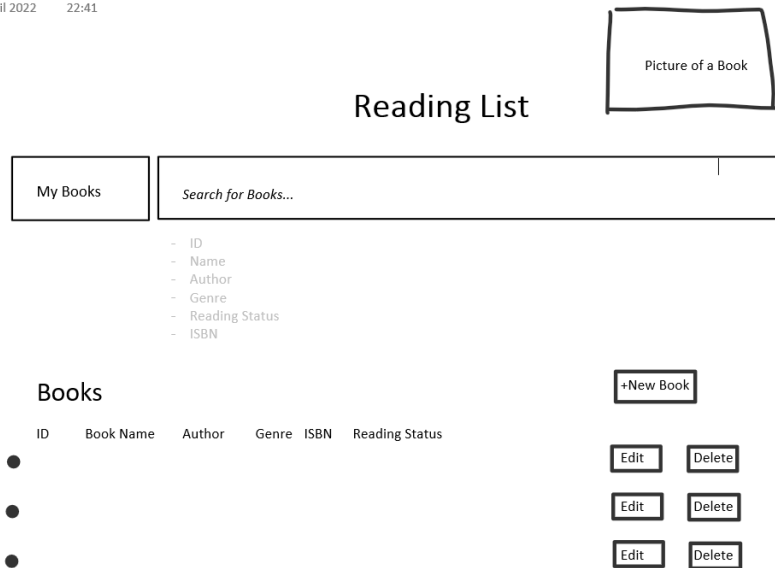 il 2022 22:41
Picture of a Book
Reading List
My Books
Search for Books...
- ID
- Name
- Author
- Genre
- Reading Status
- ISBN
Books
+New Book
ID Book Name Author Genre ISBN Reading Status
Edit Delete
Edit Delete
Edit Delete